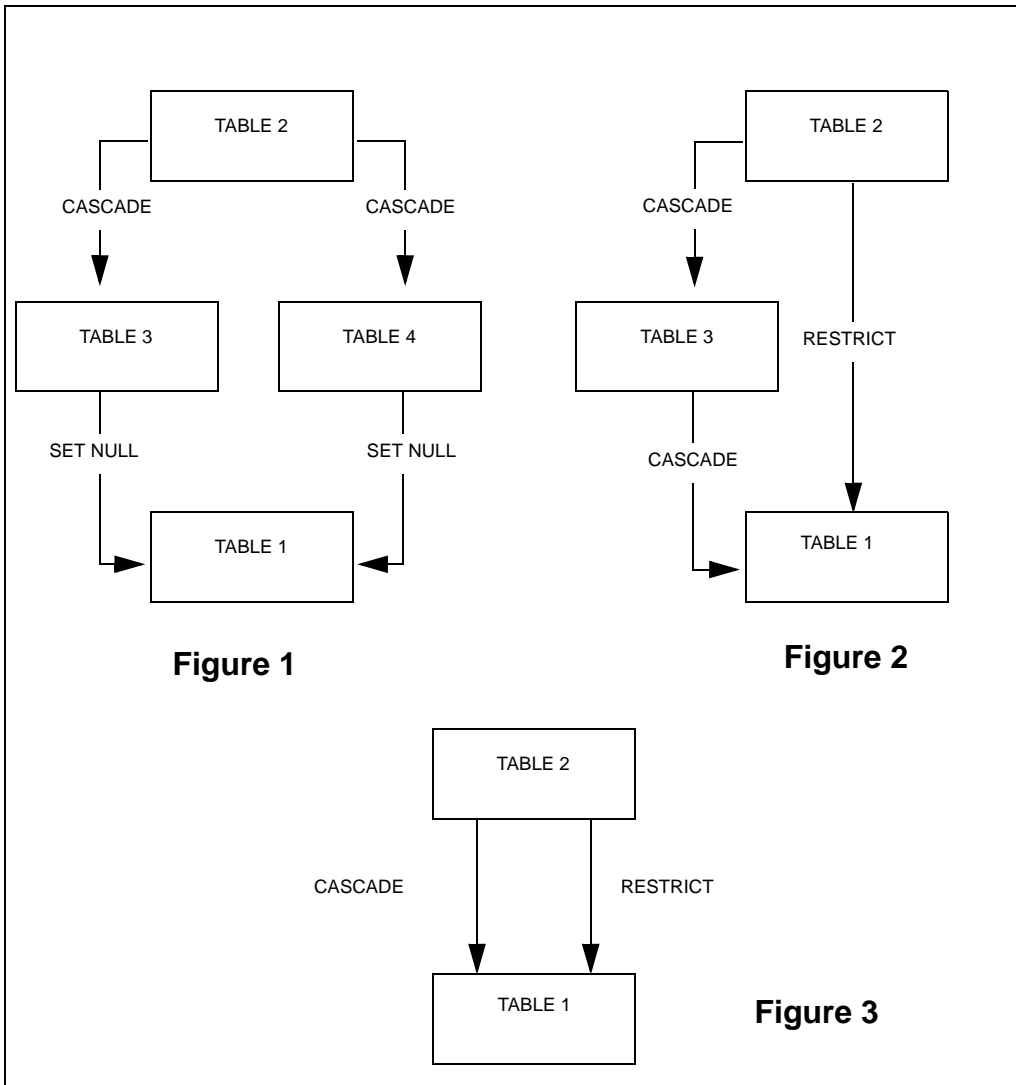 TABLE 2
CASCADE
CASCADE
TABLE 3
TABLE 4
SET NULL
SET NULL
TABLE 1
Figure 1
TABLE 2
CASCADE
TABLE 3
RESTRICT
CASCADE
TABLE 1
Figure 2
TABLE 2
CASCADE
RESTRICT
TABLE 1
Figure 3